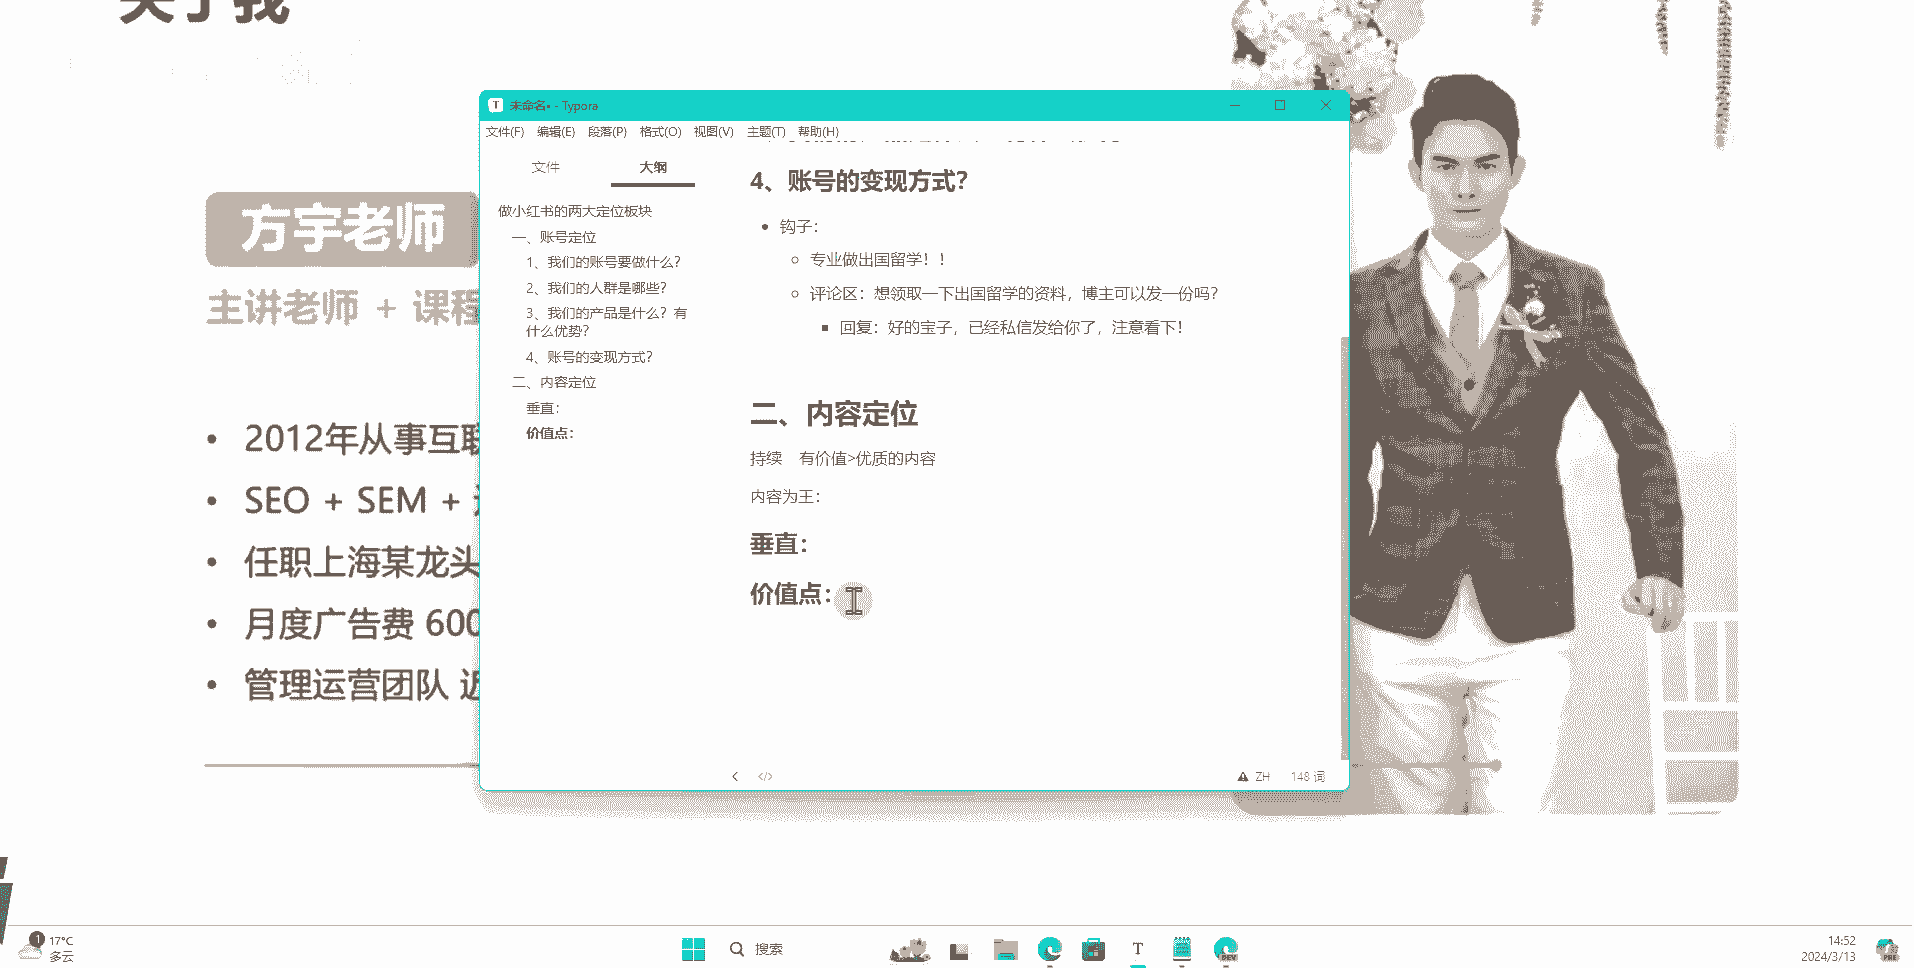 关于我
方宇老师
主讲老师 + 课程
2012年从事互联
SEO + SEM +
任职上海某龙头
月度广告费 600
管理运营团队 近
未命名• - Typora
文件(F) 编辑(E) 段落(P) 格式(O) 视图(V) 主题(T) 帮助(H)
文件 大纲
做小红书的两大定位板块
一、账号定位
1、我们的账号要做什么?
2、我们的人群是哪些?
3、我们的产品是什么? 有
什么优势?
4、账号的变现方式?
二、内容定位
垂直:
价值点:
4、账号的变现方式?
钩子:
专业做出国留学! !
评论区: 想领取一下出国留学的资料, 博主可以发一份吗?
回复: 好的宝子, 已经私信发给你了, 注意看下!
二、内容定位
持续 有价值>优质的内容
内容为王:
垂直:
价值点:
</> ZH 148 词
1
17°C
多云
搜索
DEV
14:52
2024/3/13
PRE